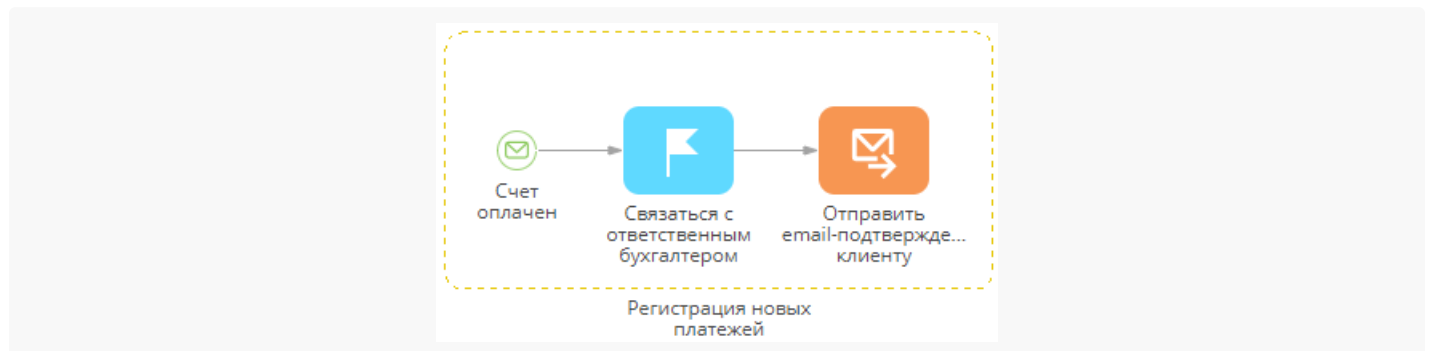 Счет
оплачен
Связаться с
ответственным
бухгалтером
Отправить
email-подтвержде...
клиенту
Регистрация новых
платежей